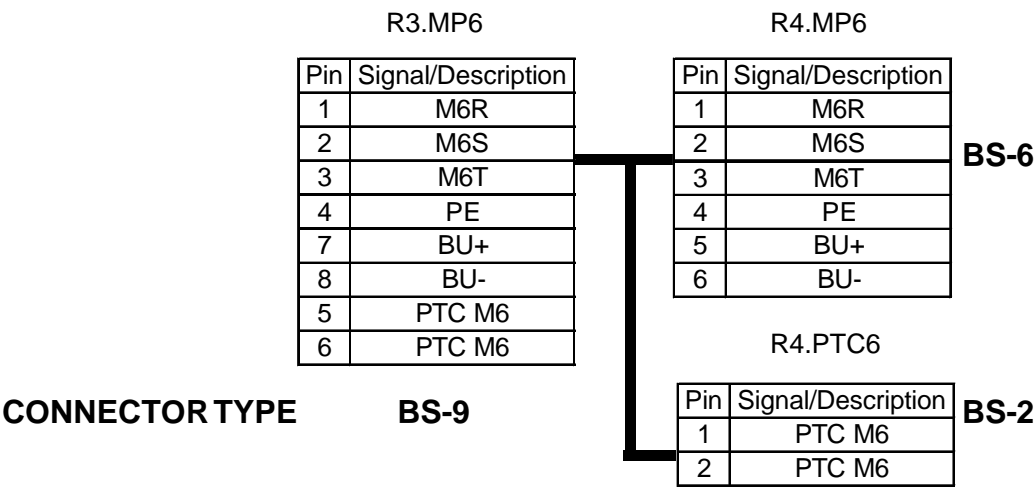 R3.MP6
Pin Signal/Description
1 M6R
2 M6S
3 M6T
4 PE
7 BU+
8 BU-
5 PTC M6
6 PTC M6
R4.MP6
Pin Signal/Description
1 M6R
2 M6S
3 M6T
4 PE
5 BU+
6 BU-
BS-6
R4.PTC6
Pin Signal/Description
1 PTC M6
2 PTC M6
BS-2
CONNECTOR TYPE BS-9